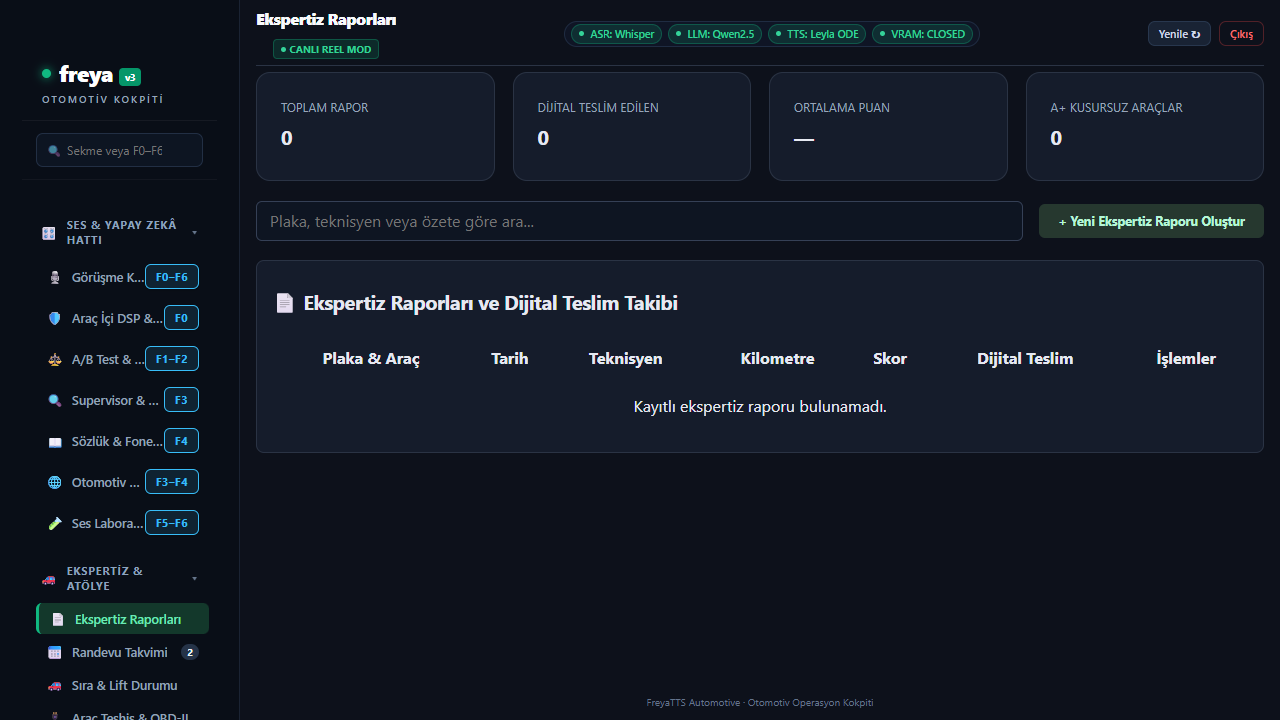 freya v3
OTOMOTİV KOKPİTİ
Sekme veya F0–F6
SES & YAPAY ZEKÂ
HATTI
Görüşme K... F0–F6
Araç İçi DSP &... F0
A/B Test & ... F1–F2
Supervisor & ... F3
Sözlük & Fone... F4
Otomotiv ... F3–F4
Ses Labora... F5–F6
EKSPERTİZ &
ATÖLYE
Ekspertiz Raporları
Randevu Takvimi 2
Sıra & Lift Durumu
Araç Teşhis & OBD-II
Ekspertiz Raporları
CANLI REEL MOD
ASR: Whisper
LLM: Qwen2.5
TTS: Leyla ODE
VRAM: CLOSED
Yenile ↻
Çıkış
TOPLAM RAPOR
0
DİJİTAL TESLİM EDİLEN
0
ORTALAMA PUAN
—
A+ KUSURSUZ ARAÇLAR
0
Plaka, teknisyen veya özete göre ara...
+ Yeni Ekspertiz Raporu Oluştur
Ekspertiz Raporları ve Dijital Teslim Takibi
Plaka & Araç Tarih Teknisyen Kilometre Skor Dijital Teslim İşlemler
Kayıtlı ekspertiz raporu bulunamadı.
FreyaTTS Automotive · Otomotiv Operasyon Kokpiti